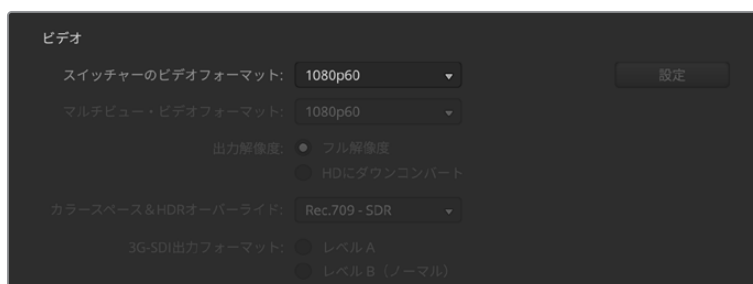 ビデオ
スイッチャーのビデオフォーマット: 1080p60 設定
マルチビュー・ビデオフォーマット: 1080p60
出力解像度: フル解像度
HDにダウンコンバート
カラースペース＆HDRオーバーライド: Rec.709 - SDR
3G-SDI出力フォーマット: レベル A
レベル B（ノーマル）